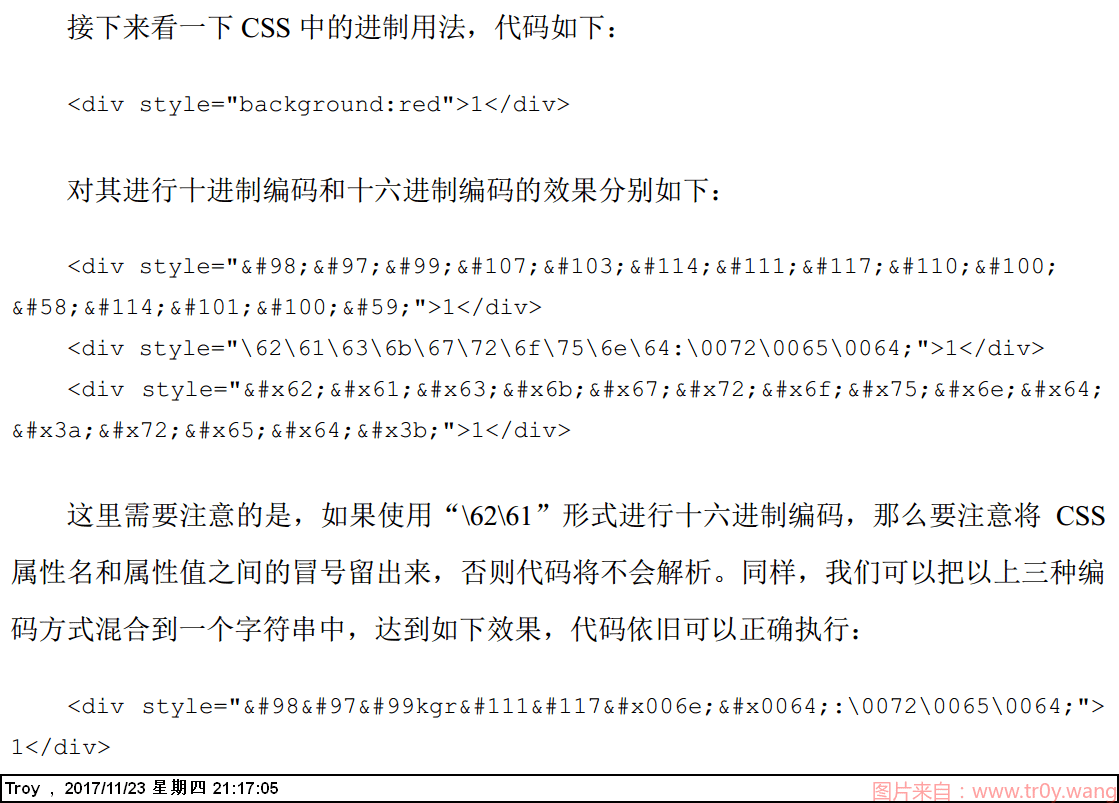 接下来看一下 CSS 中的进制用法，代码如下：
<div style="background:red">1</div>
对其进行十进制编码和十六进制编码的效果分别如下：
<div style="&#98;&#97;&#99;&#107;&#103;&#114;&#111;&#117;&#110;&#100;
&#58;&#114;&#101;&#100;&#59;">1</div>
<div style="\62\61\63\6b\67\72\6f\75\6e\64:\0072\0065\0064;">1</div>
<div style="&#x62;&#x61;&#x63;&#x6b;&#x67;&#x72;&#x6f;&#x75;&#x6e;&#x64;
&#x3a;&#x72;&#x65;&#x64;&#x3b;">1</div>
这里需要注意的是，如果使用“\62\61”形式进行十六进制编码，那么要注意将 CSS
属性名和属性值之间的冒号留出来，否则代码将不会解析。同样，我们可以把以上三种编
码方式混合到一个字符串中，达到如下效果，代码依旧可以正确执行：
<div style="&#98&#97&#99kgr&#111&#117&#x006e;&#x0064;:\0072\0065\0064;">
1</div>
Troy , 2017/11/23 星期四 21:17:05
图片来自：www.tr0y.wang